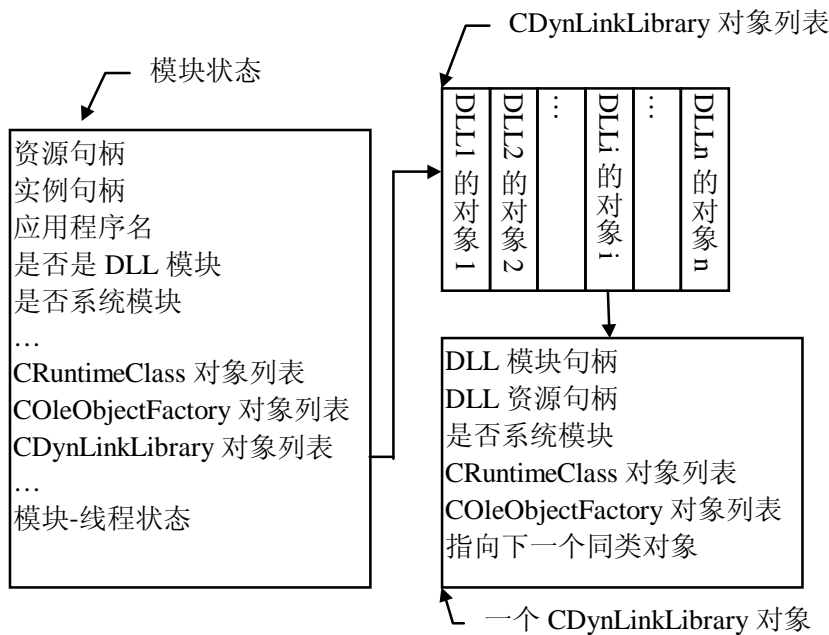 模块状态
资源句柄
实例句柄
应用程序名
是否是 DLL 模块
是否系统模块
…
CRuntimeClass 对象列表
COleObjectFactory 对象列表
CDynLinkLibrary 对象列表
…
模块-线程状态
CDynLinkLibrary 对象列表
DLL1 的对象 1
DLL2 的对象 2
…
DLLi 的对象 i
…
DLLn 的对象 n
DLL 模块句柄
DLL 资源句柄
是否系统模块
CRuntimeClass 对象列表
COleObjectFactory 对象列表
指向下一个同类对象
一个 CDynLinkLibrary 对象